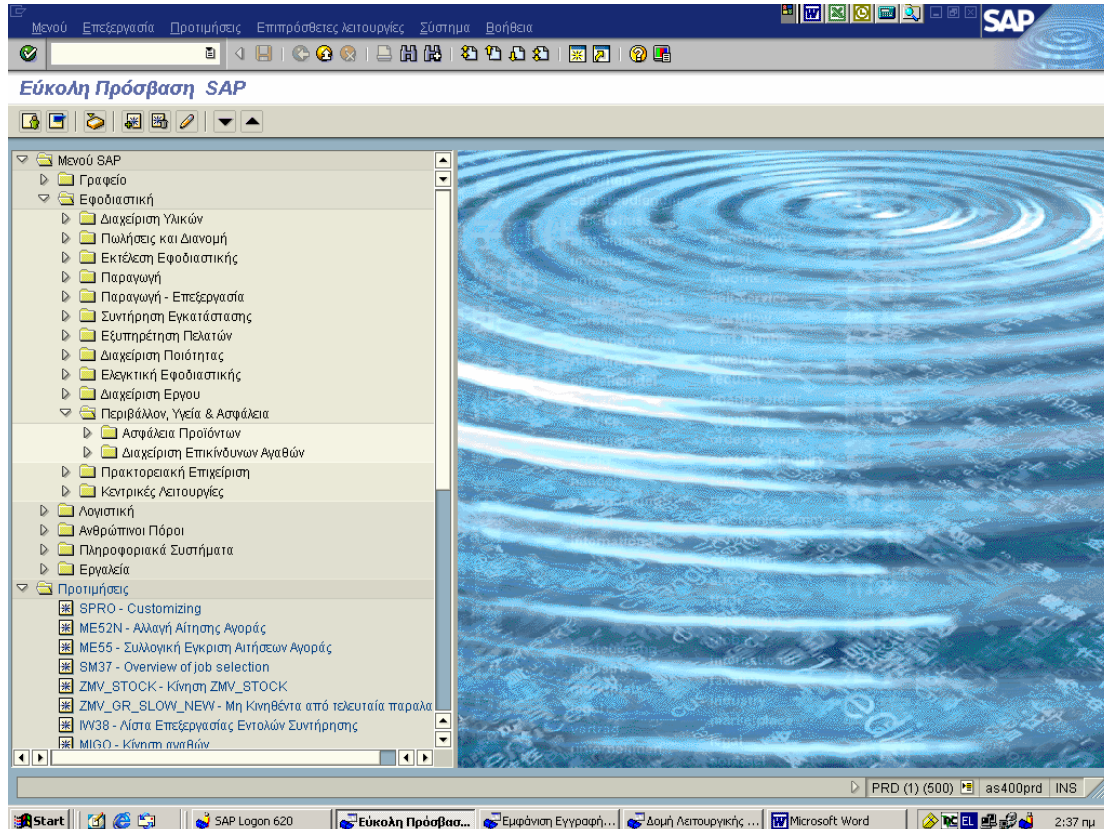 Μενού Επεξεργασία Προτιμήσεις Επιπρόσθετες λειτουργίες Σύστημα Βοήθεια
SAP
Εύκολη Πρόσβαση SAP
Μενού SAP
Γραφείο
Εφοδιαστική
Διαχείριση Υλικών
Πωλήσεις και Διανομή
Εκτέλεση Εφοδιαστικής
Παραγωγή
Παραγωγή - Επεξεργασία
Συντήρηση Εγκατάστασης
Εξυπηρέτηση Πελατών
Διαχείριση Ποιότητας
Ελεγκτική Εφοδιαστικής
Διαχείριση Εργου
Περιβάλλον, Υγεία & Ασφάλεια
Ασφάλεια Προϊόντων
Διαχείριση Επικίνδυνων Αγαθών
Πρακτορειακή Επιχείριση
Κεντρικές Λειτουργίες
Λογιστική
Ανθρώπινοι Πόροι
Πληροφοριακά Συστήματα
Εργαλεία
Προτιμήσεις
SPRO - Customizing
ME52N - Αλλαγή Αίτησης Αγοράς
ME55 - Συλλογική Εγκριση Αιτήσεων Αγοράς
SM37 - Overview of job selection
ZMV_STOCK - Κίνηση ZMV_STOCK
ZMV_GR_SLOW_NEW - Μη Κινηθέντα από τελευταία παραλα
IW38 - Λίστα Επεξεργασίας Εντολών Συντήρησης
MIGO - Κίνηση αγαθών
PRD (1) (500) as400prd INS
Start SAP Logon 620 Εύκολη Πρόσβασ... Εμφάνιση Εγγραφή... Δομή Λειτουργικής ... Microsoft Word EL 2:37 πμ